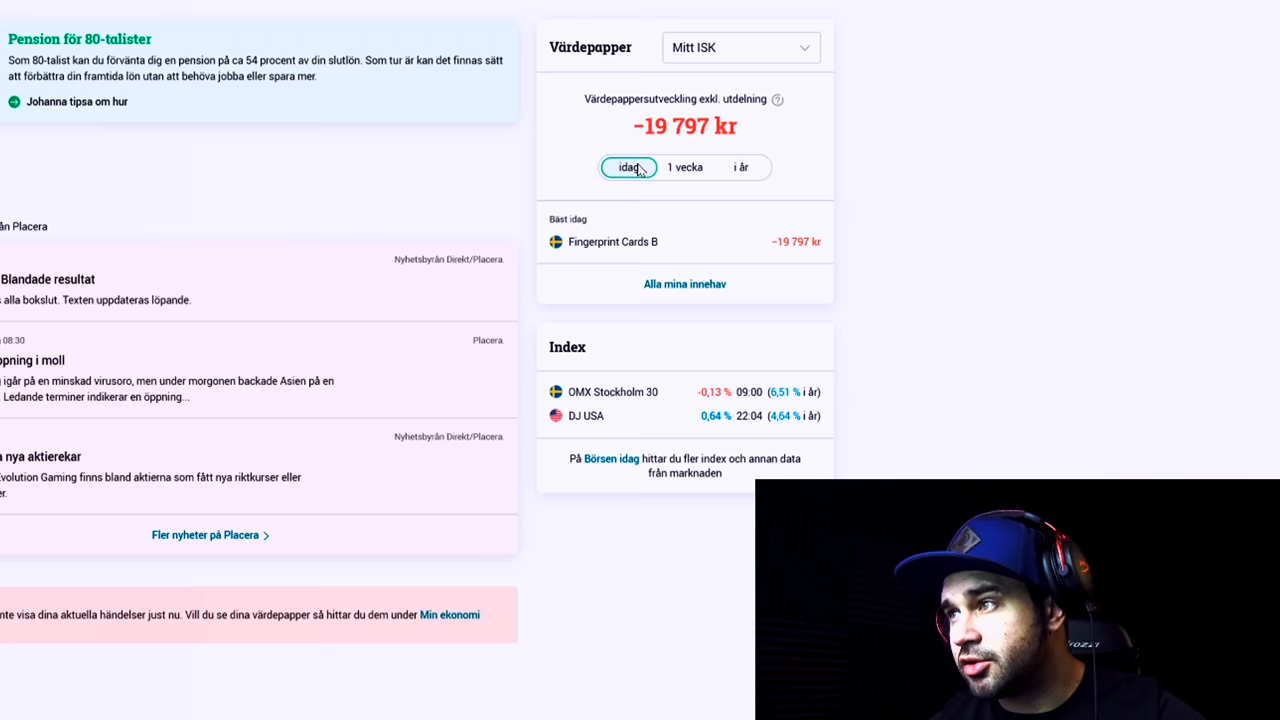 Pension för 80-talister
Som 80-talist kan du förvänta dig en pension på ca 54 procent av din slutlön. Som tur är kan det finnas sätt
att förbättra din framtida lön utan att behöva jobba eller spara mer.
Johanna tipsa om hur
ån Placera
Nyhetsbyrån Direkt/Placera.
Blandade resultat
s alla bokslut. Texten uppdateras löpande.
08:30
Placera.
ppning i moll
igår på en minskad virusoro, men under morgonen backade Asien på en
. Ledande terminer indikerar en öppning...
Nyhetsbyrån Direkt/Placera.
a nya aktierekar
Evolution Gaming finns bland aktierna som fått nya riktkurser eller
er.
Fler nyheter på Placera
nte visa dina aktuella händelser just nu. Vill du se dina värdepapper så hittar du dem under Min ekonomi
Värdepapper
Mitt ISK
Värdepappersutveckling exkl. utdelning ?
−19 797 kr
idag 1 vecka i år
Bäst idag
Fingerprint Cards B −19 797 kr
Alla mina innehav
Index
OMX Stockholm 30 -0,13 % 09:00 (6,51 % i år)
DJ USA 0,64 % 22:04 (4,64 % i år)
På Börsen idag hittar du fler index och annan data
från marknaden